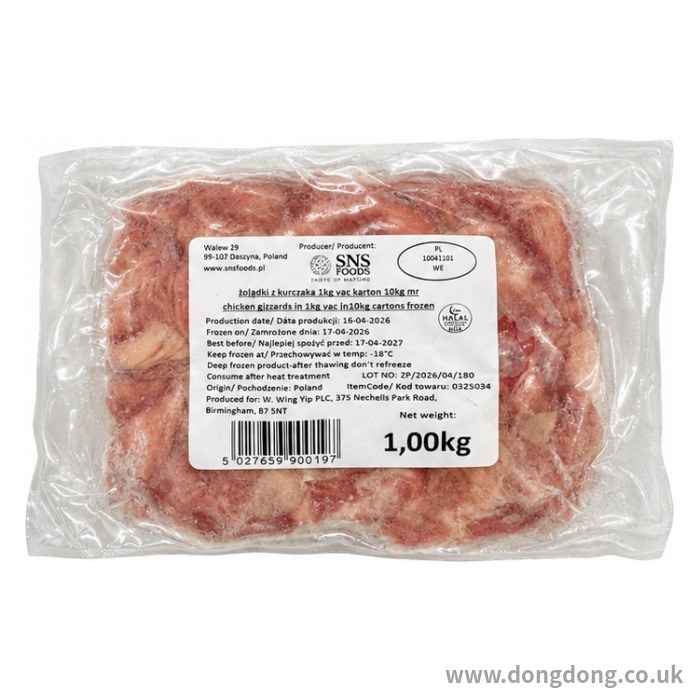 Walew 29
99-107 Daszyna, Poland
www.snsfoods.pl
Producer/ Producent:
SNS
FOODS
TASTE OF NATURE
PL
10041101
WE
żołądki z kurczaka 1kg vac karton 10kg mr
chicken gizzards in 1kg vac in10kg cartons frozen
HALAL
Production date/ Dáta produkcji: 16-04-2026
Frozen on/ Zamrożone dnia: 17-04-2026
Best before/ Najlepiej spożyć przed: 17-04-2027
Keep frozen at/ Przechowywać w temp: -18°C
Deep frozen product-after thawing don't refreeze
Consume after heat treatment
LOT NO: 2P/2026/04/180
Origin/ Pochodzenie: Poland
ItemCode/ Kod towaru: 032S034
Produced for: W. Wing Yip PLC, 375 Nechells Park Road,
Birmingham, B7 5NT
Net weight:
1,00kg
5 027659 900197
www.dongdong.co.uk